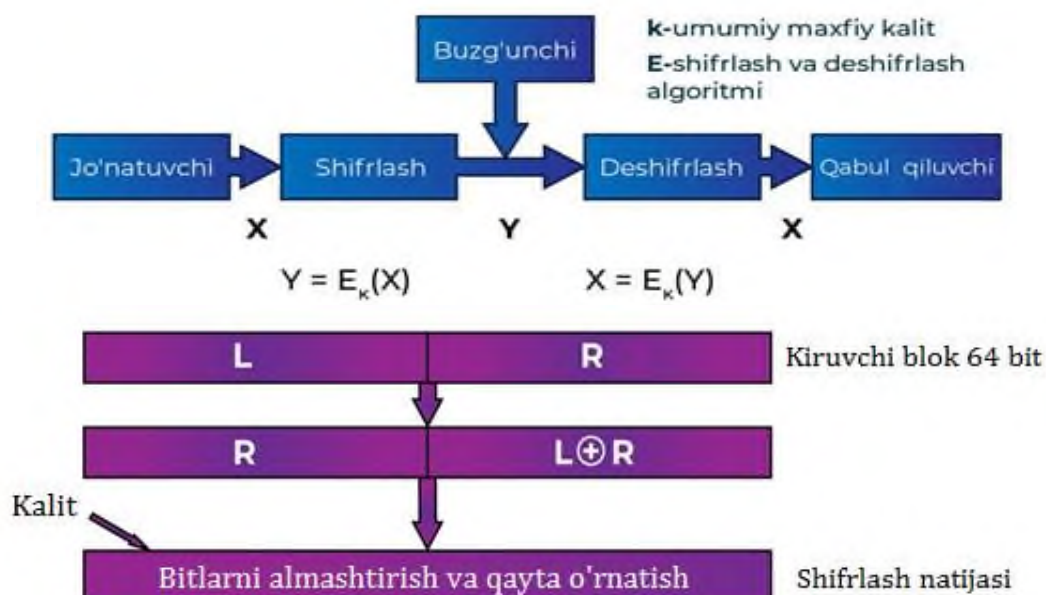 Buzg'unchi
k-umumiy maxfiy kalit
E-shifrlash va deshifrlash
algoritmi
Jo'natuvchi
Shifrlash
Deshifrlash
Qabul qiluvchi
X
Y
X
Y = Eₖ(X)
X = Eₖ(Y)
L
R
Kiruvchi blok 64 bit
R
L⊕R
Kalit
Bitlarni almashtirish va qayta o'rnatish
Shifrlash natijasi